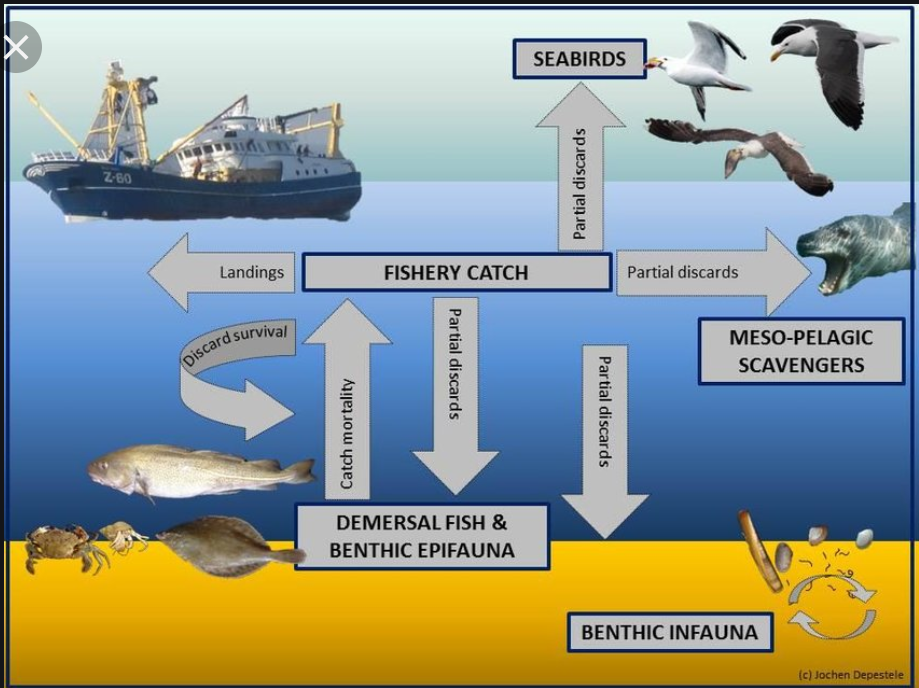 SEABIRDS
Z-60
Partial discards
Landings
FISHERY CATCH
Partial discards
MESO-PELAGIC
SCAVENGERS
Discard survival
Catch mortality
Partial discards
Partial discards
DEMERSAL FISH &
BENTHIC EPIFAUNA
BENTHIC INFAUNA
(c) Jochen Depestele